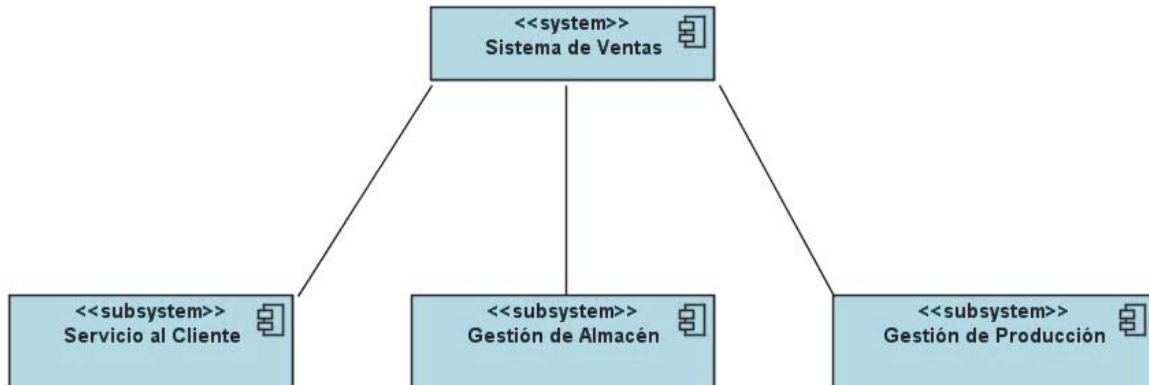 <<system>>
Sistema de Ventas
<<subsystem>>
Servicio al Cliente
<<subsystem>>
Gestión de Almacén
<<subsystem>>
Gestión de Producción